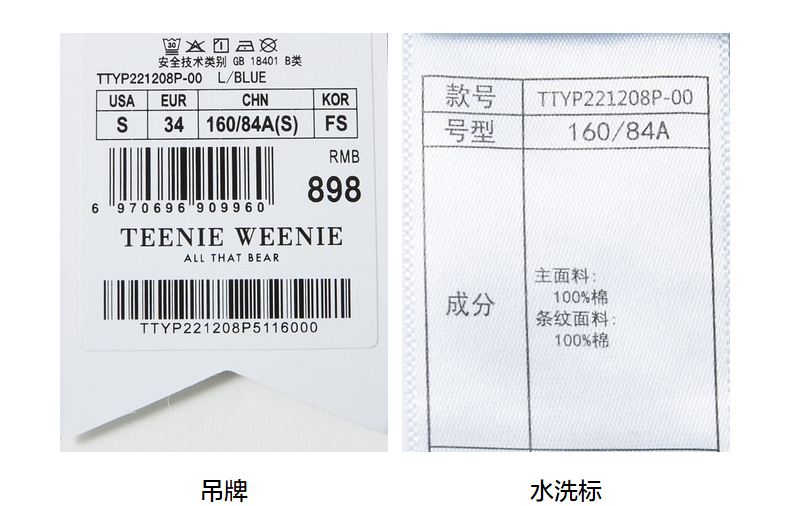 安全技术类别 GB 18401 B类
TTYP221208P-00 L/BLUE
USA EUR CHN KOR
S 34 160/84A(S) FS
RMB
898
6 970696 909960
TEENIE WEENIE
ALL THAT BEAR
TTYP221208P5116000
款号 TTYP221208P-00
号型 160/84A
成分
主面料:
100%棉
条纹面料:
100%棉
吊牌
水洗标